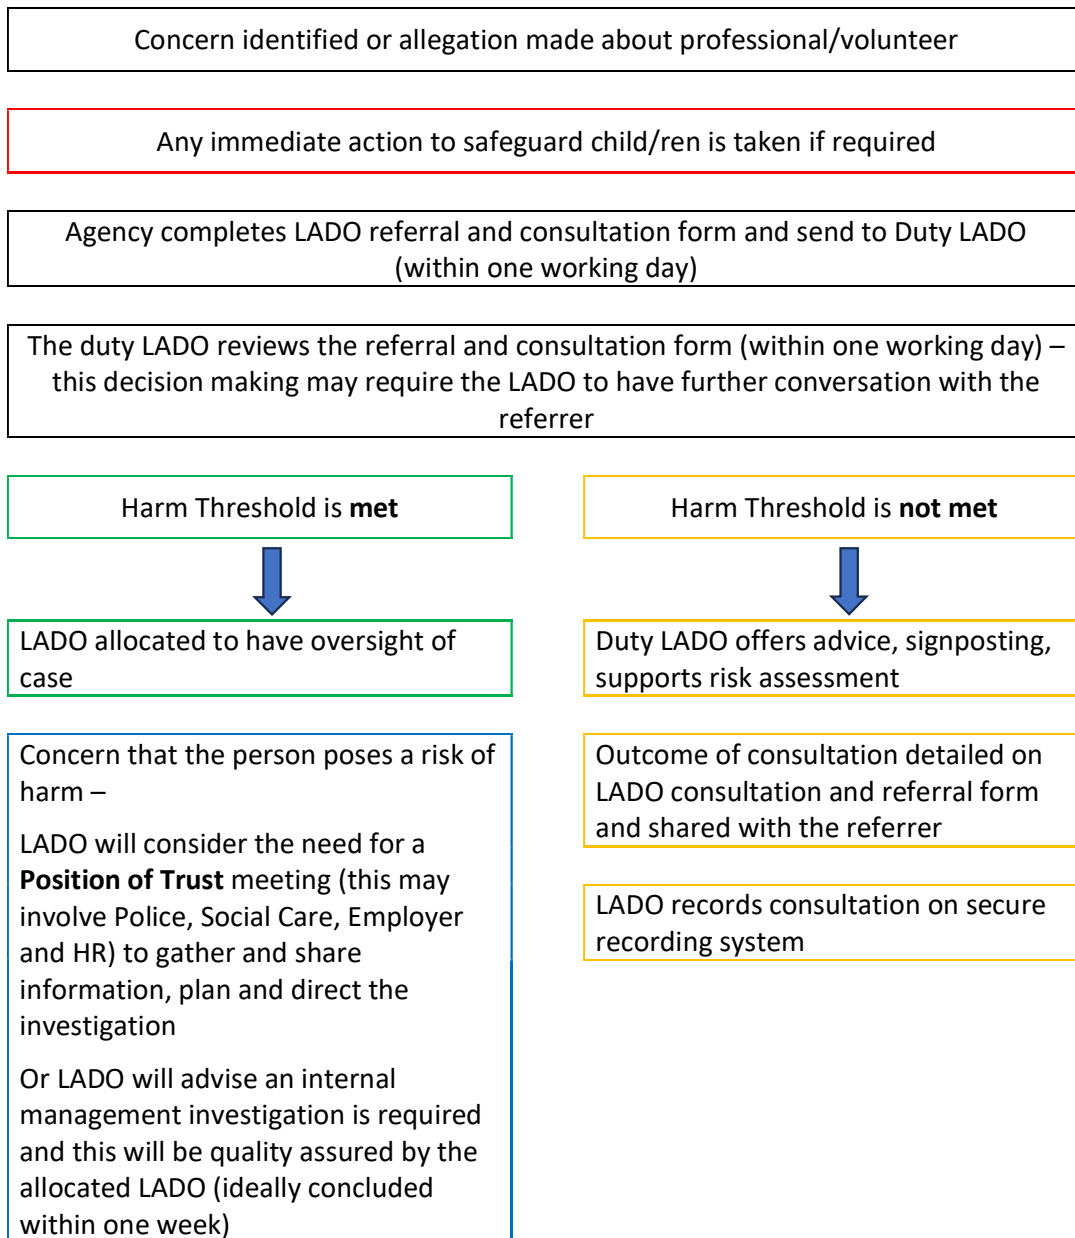 Concern identified or allegation made about professional/volunteer
Any immediate action to safeguard child/ren is taken if required
Agency completes LADO referral and consultation form and send to Duty LADO
(within one working day)
The duty LADO reviews the referral and consultation form (within one working day) –
this decision making may require the LADO to have further conversation with the
referrer
Harm Threshold is met
LADO allocated to have oversight of
case
Concern that the person poses a risk of
harm –
LADO will consider the need for a
Position of Trust meeting (this may
involve Police, Social Care, Employer
and HR) to gather and share
information, plan and direct the
investigation
Or LADO will advise an internal
management investigation is required
and this will be quality assured by the
allocated LADO (ideally concluded
within one week)
Harm Threshold is not met
Duty LADO offers advice, signposting,
supports risk assessment
Outcome of consultation detailed on
LADO consultation and referral form
and shared with the referrer
LADO records consultation on secure
recording system